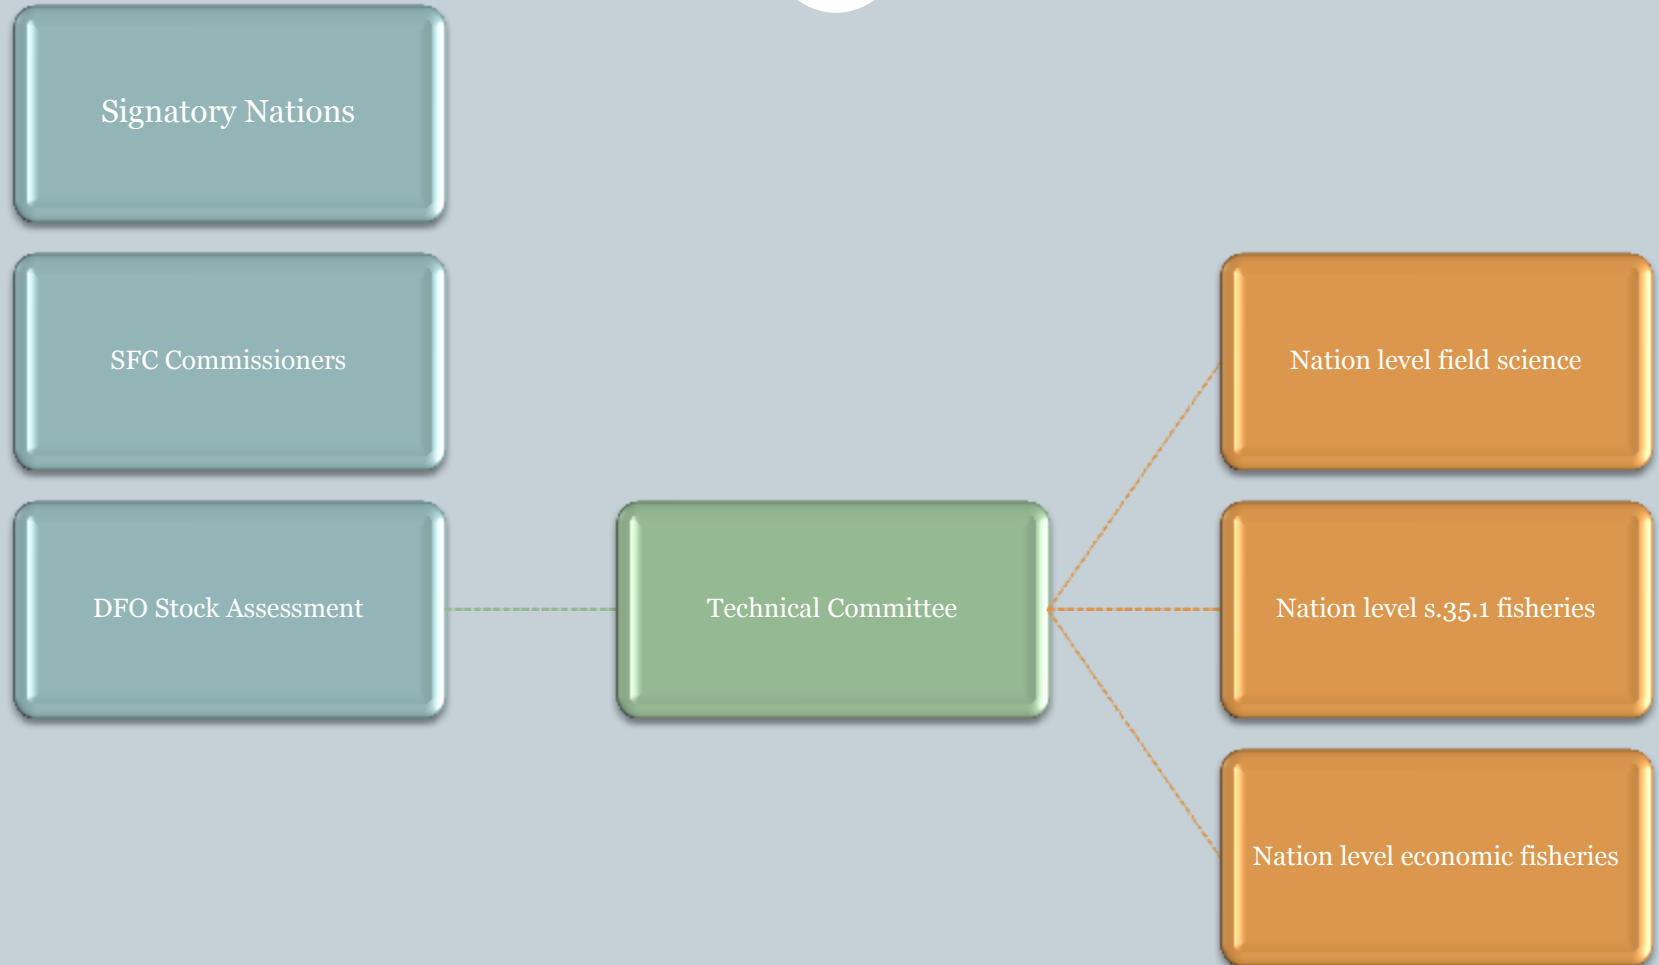 Signatory Nations
SFC Commissioners
DFO Stock Assessment
Technical Committee
Nation level field science
Nation level s.35.1 fisheries
Nation level economic fisheries